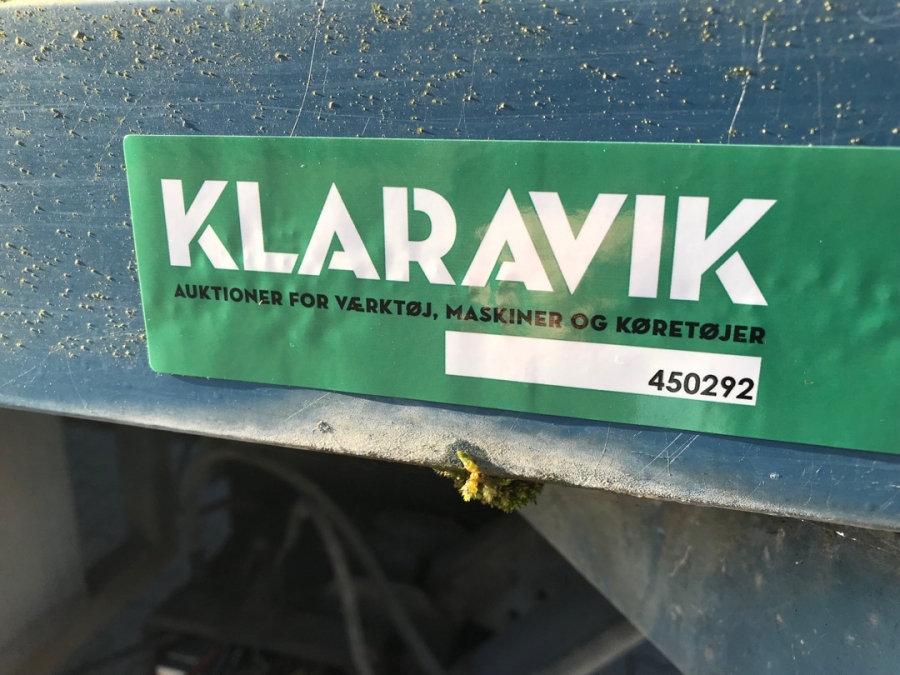 KLARAVIK
AUKTIONER FOR VÆRKTØJ, MASKINER OG KØRETØJER
450292